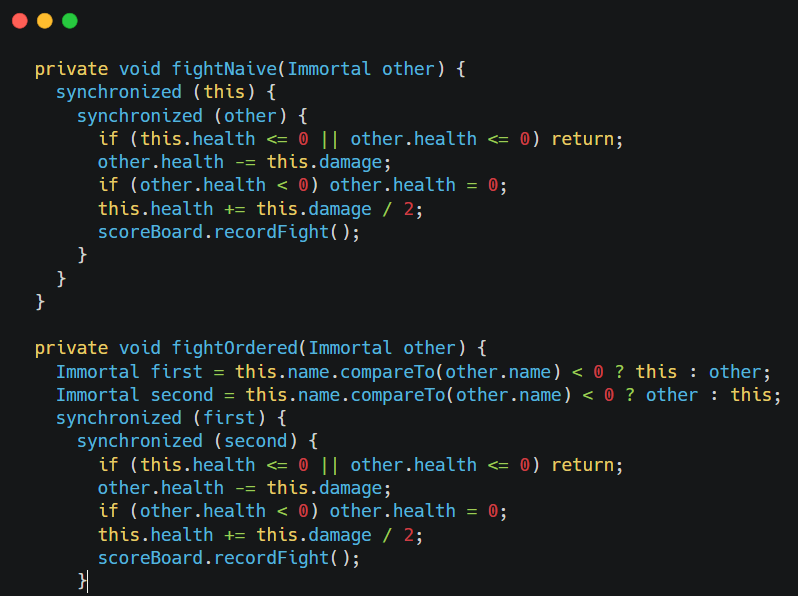 private void fightNaive(Immortal other) {
  synchronized (this) {
    synchronized (other) {
      if (this.health <= 0 || other.health <= 0) return;
      other.health -= this.damage;
      if (other.health < 0) other.health = 0;
      this.health += this.damage / 2;
      scoreBoard.recordFight();
    }
  }
}

private void fightOrdered(Immortal other) {
  Immortal first = this.name.compareTo(other.name) < 0 ? this : other;
  Immortal second = this.name.compareTo(other.name) < 0 ? other : this;
  synchronized (first) {
    synchronized (second) {
      if (this.health <= 0 || other.health <= 0) return;
      other.health -= this.damage;
      if (other.health < 0) other.health = 0;
      this.health += this.damage / 2;
      scoreBoard.recordFight();
    }